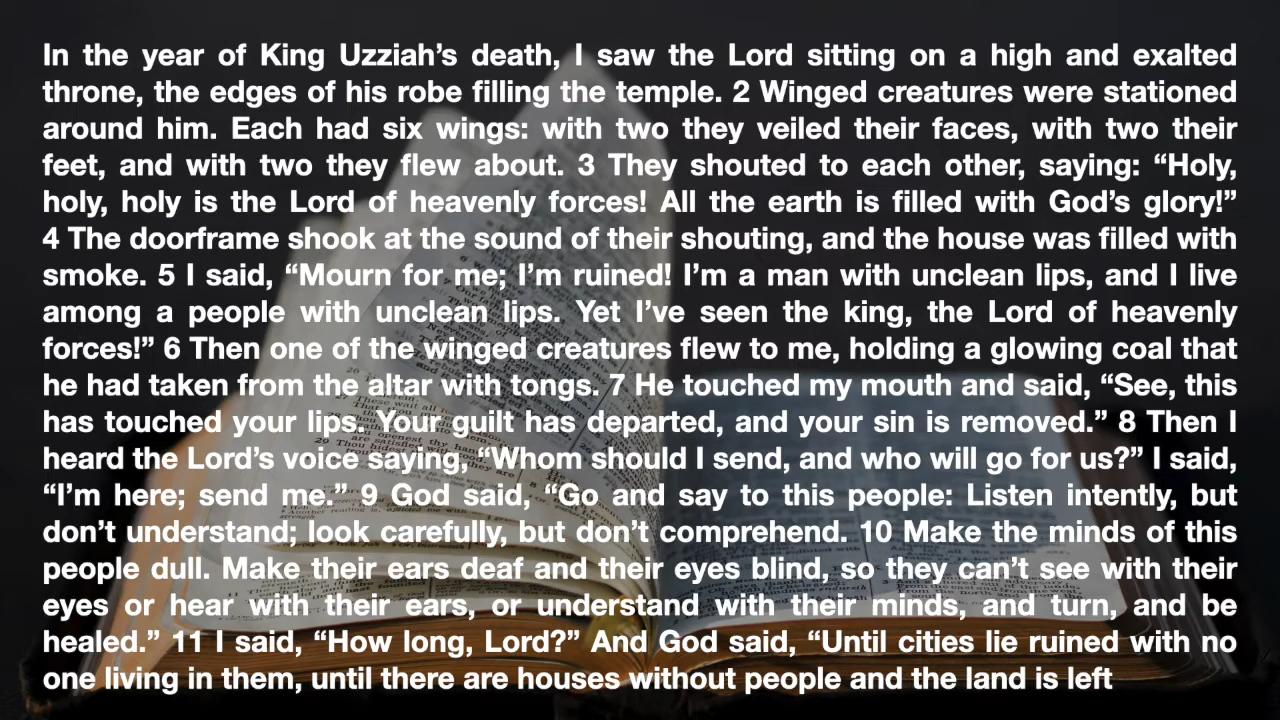 In the year of King Uzziah’s death, I saw the Lord sitting on a high and exalted
throne, the edges of his robe filling the temple. 2 Winged creatures were stationed
around him. Each had six wings: with two they veiled their faces, with two their
feet, and with two they flew about. 3 They shouted to each other, saying: “Holy,
holy, holy is the Lord of heavenly forces! All the earth is filled with God’s glory!”
4 The doorframe shook at the sound of their shouting, and the house was filled with
smoke. 5 I said, “Mourn for me; I’m ruined! I’m a man with unclean lips, and I live
among a people with unclean lips. Yet I’ve seen the king, the Lord of heavenly
forces!” 6 Then one of the winged creatures flew to me, holding a glowing coal that
he had taken from the altar with tongs. 7 He touched my mouth and said, “See, this
has touched your lips. Your guilt has departed, and your sin is removed.” 8 Then I
heard the Lord’s voice saying, “Whom should I send, and who will go for us?” I said,
“I’m here; send me.” 9 God said, “Go and say to this people: Listen intently, but
don’t understand; look carefully, but don’t comprehend. 10 Make the minds of this
people dull. Make their ears deaf and their eyes blind, so they can’t see with their
eyes or hear with their ears, or understand with their minds, and turn, and be
healed.” 11 I said, “How long, Lord?” And God said, “Until cities lie ruined with no
one living in them, until there are houses without people and the land is left